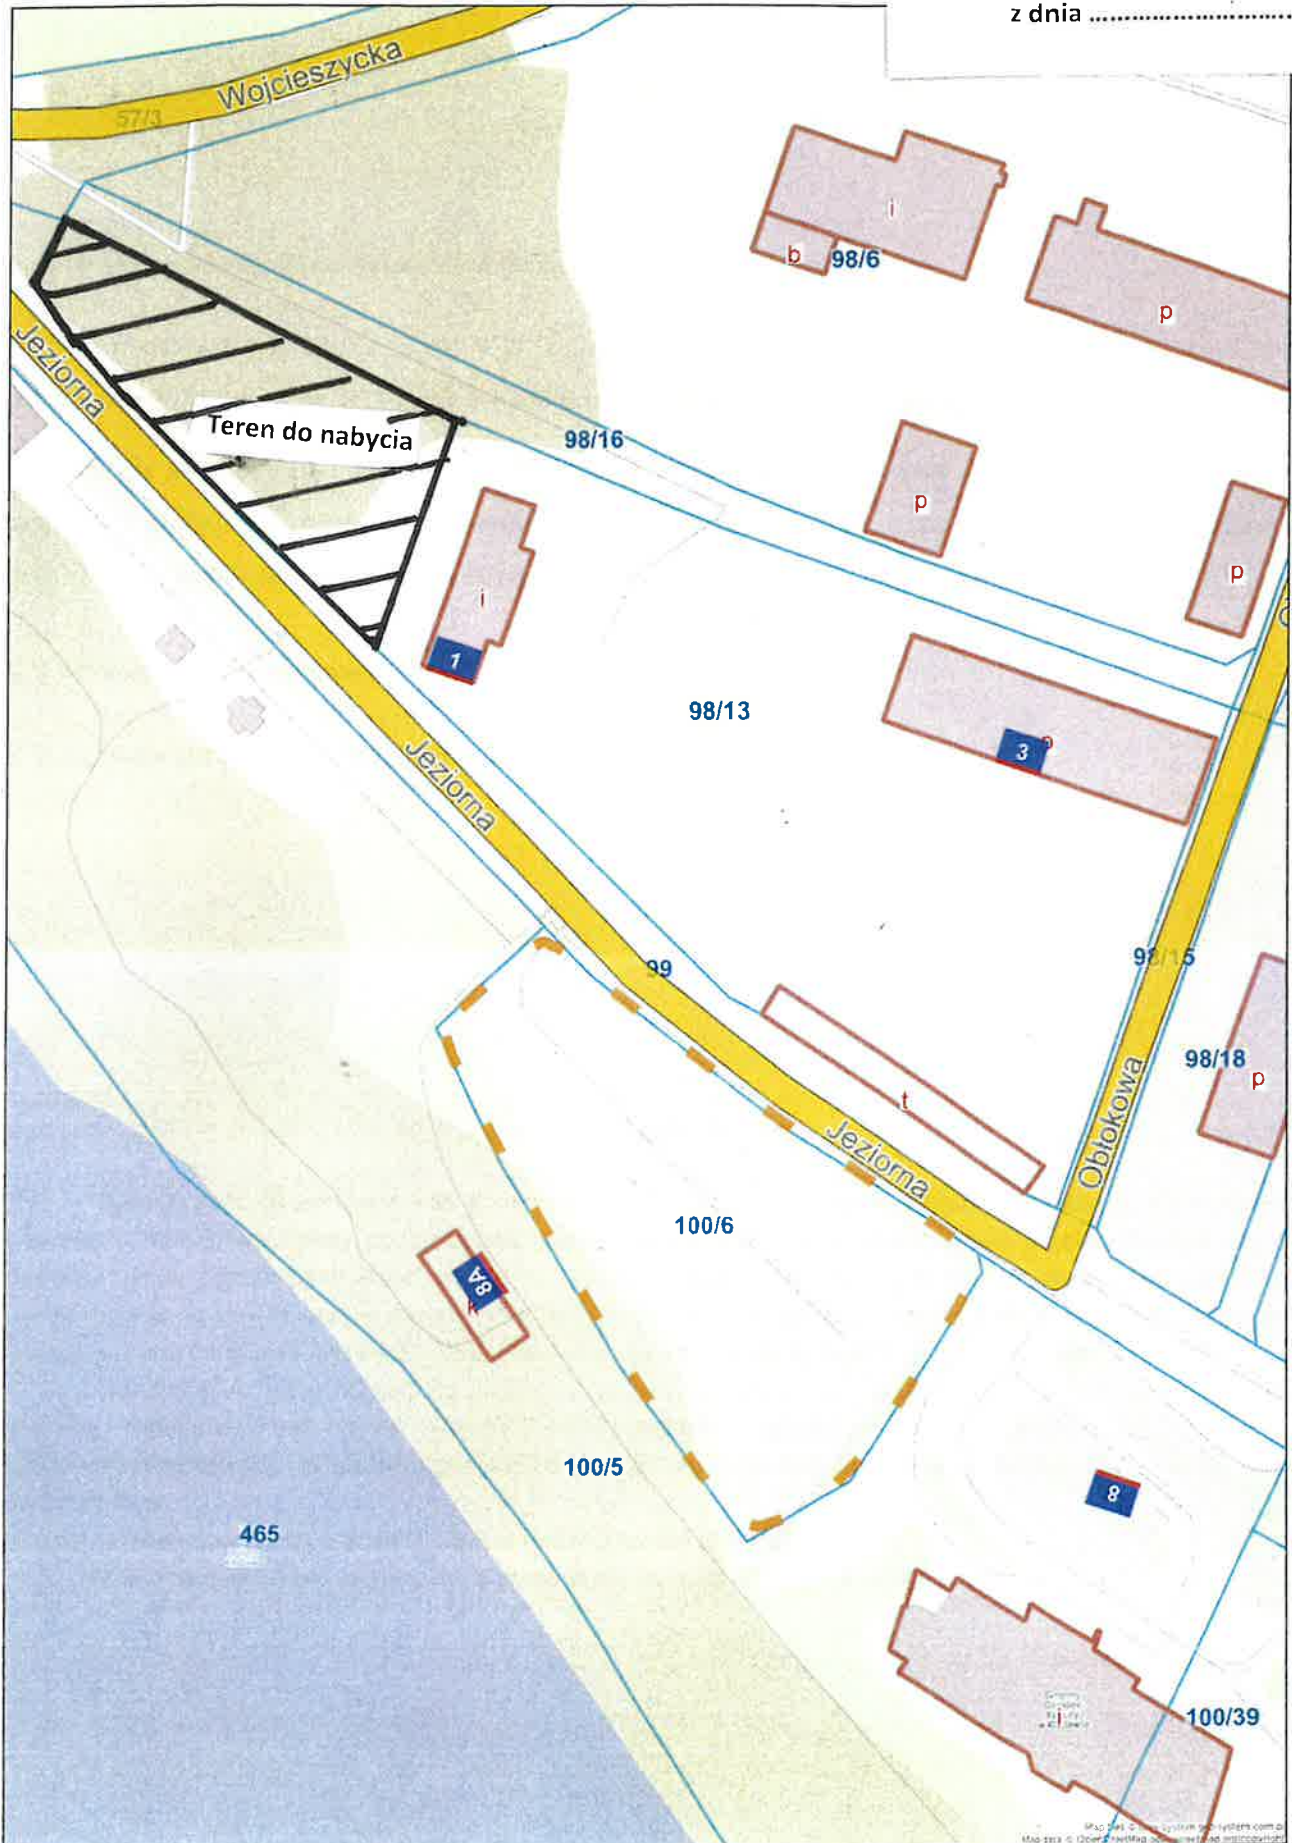 z dnia ................................
Wojcieszycka
57/3
i
b
98/6
p
Jeziorna
Teren do nabycia
98/16
p
p
i
1
98/13
3
p
Jeziorna
99
98/15
98/18
p
t
Obłokowa
Jeziorna
100/6
8A
k
100/5
8
465
i
100/39